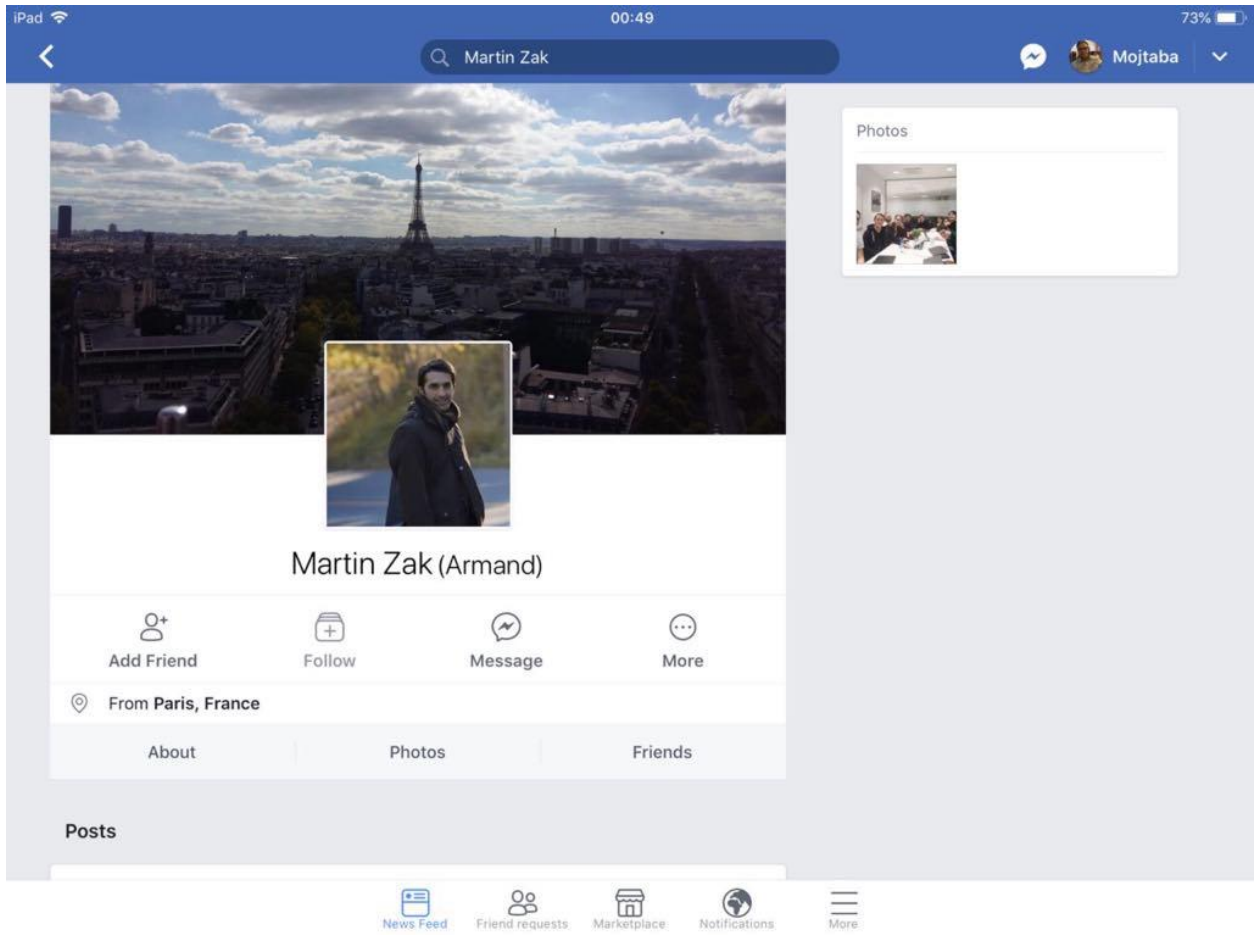 iPad 00:49 73%
Martin Zak Mojtaba
Photos
Martin Zak (Armand)
Add Friend Follow Message More
From Paris, France
About Photos Friends
Posts
News Feed Friend requests Marketplace Notifications More